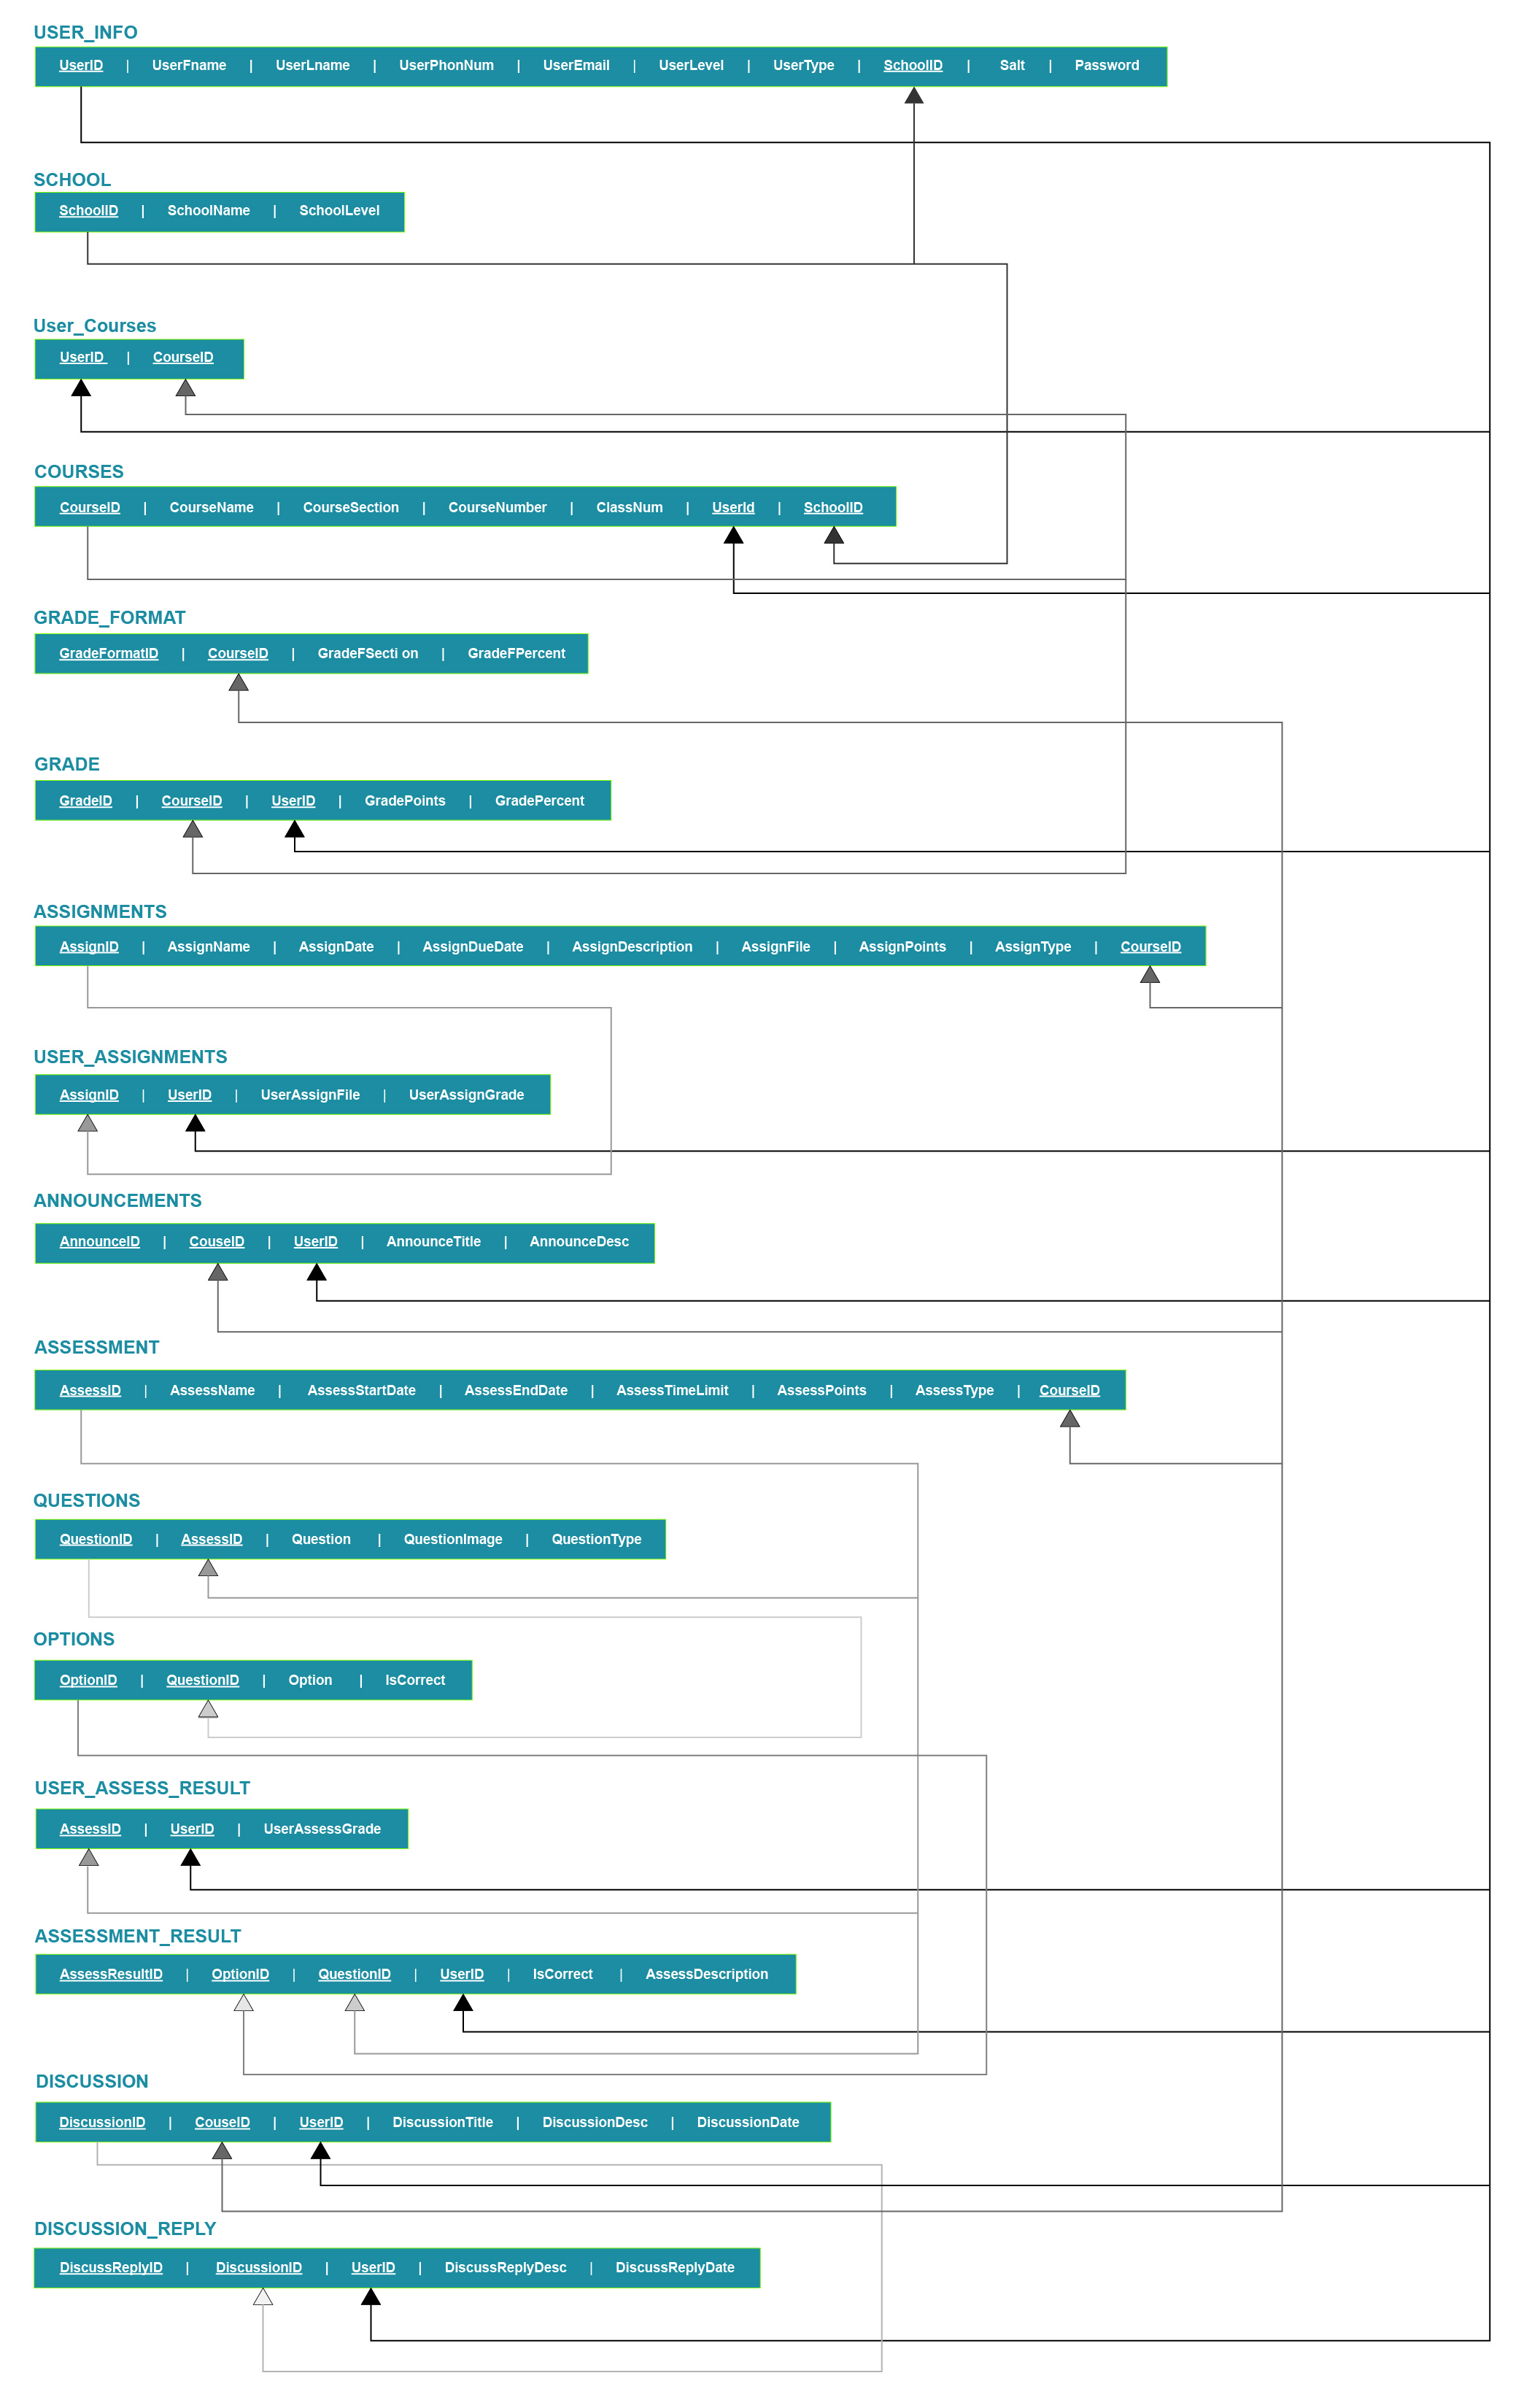 USER_INFO
UserID | UserFname | UserLname | UserPhonNum | UserEmail | UserLevel | UserType | SchoolID | Salt | Password
SCHOOL
SchoolID | SchoolName | SchoolLevel
User_Courses
UserID | CourseID
COURSES
CourseID | CourseName | CourseSection | CourseNumber | ClassNum | UserId | SchoolID
GRADE_FORMAT
GradeFormatID | CourseID | GradeFSecti on | GradeFPercent
GRADE
GradeID | CourseID | UserID | GradePoints | GradePercent
ASSIGNMENTS
AssignID | AssignName | AssignDate | AssignDueDate | AssignDescription | AssignFile | AssignPoints | AssignType | CourseID
USER_ASSIGNMENTS
AssignID | UserID | UserAssignFile | UserAssignGrade
ANNOUNCEMENTS
AnnounceID | CouseID | UserID | AnnounceTitle | AnnounceDesc
ASSESSMENT
AssessID | AssessName | AssessStartDate | AssessEndDate | AssessTimeLimit | AssessPoints | AssessType | CourseID
QUESTIONS
QuestionID | AssessID | Question | QuestionImage | QuestionType
OPTIONS
OptionID | QuestionID | Option | IsCorrect
USER_ASSESS_RESULT
AssessID | UserID | UserAssessGrade
ASSESSMENT_RESULT
AssessResultID | OptionID | QuestionID | UserID | IsCorrect | AssessDescription
DISCUSSION
DiscussionID | CouseID | UserID | DiscussionTitle | DiscussionDesc | DiscussionDate
DISCUSSION_REPLY
DiscussReplyID | DiscussionID | UserID | DiscussReplyDesc | DiscussReplyDate